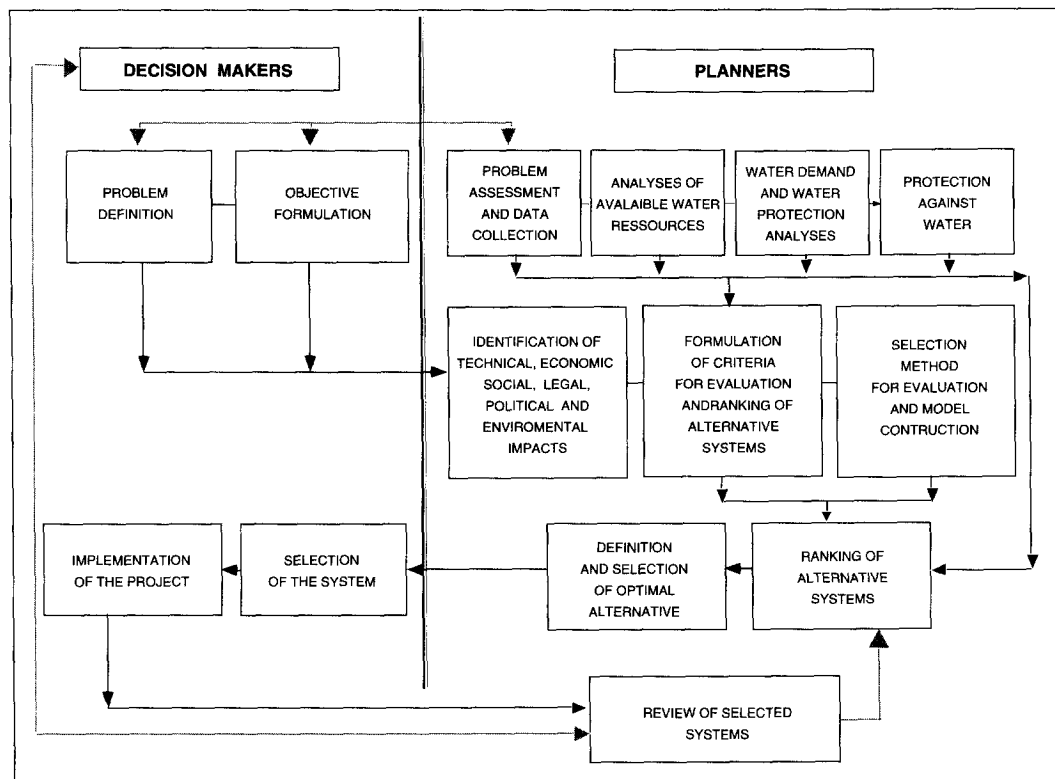 DECISION MAKERS
PLANNERS
PROBLEM
DEFINITION
OBJECTIVE
FORMULATION
PROBLEM
ASSESSMENT
AND DATA
COLLECTION
ANALYSES OF
AVALAIBLE WATER
RESSOURCES
WATER DEMAND
AND WATER
PROTECTION
ANALYSES
PROTECTION
AGAINST
WATER
IDENTIFICATION OF
TECHNICAL, ECONOMIC
SOCIAL, LEGAL,
POLITICAL AND
ENVIROMENTAL
IMPACTS
FORMULATION
OF CRITERIA
FOR EVALUATION
ANDRANKING OF
ALTERNATIVE
SYSTEMS
SELECTION
METHOD
FOR EVALUATION
AND MODEL
CONTRUCTION
IMPLEMENTATION
OF THE PROJECT
SELECTION
OF THE SYSTEM
DEFINITION
AND SELECTION
OF OPTIMAL
ALTERNATIVE
RANKING OF
ALTERNATIVE
SYSTEMS
REVIEW OF SELECTED
SYSTEMS